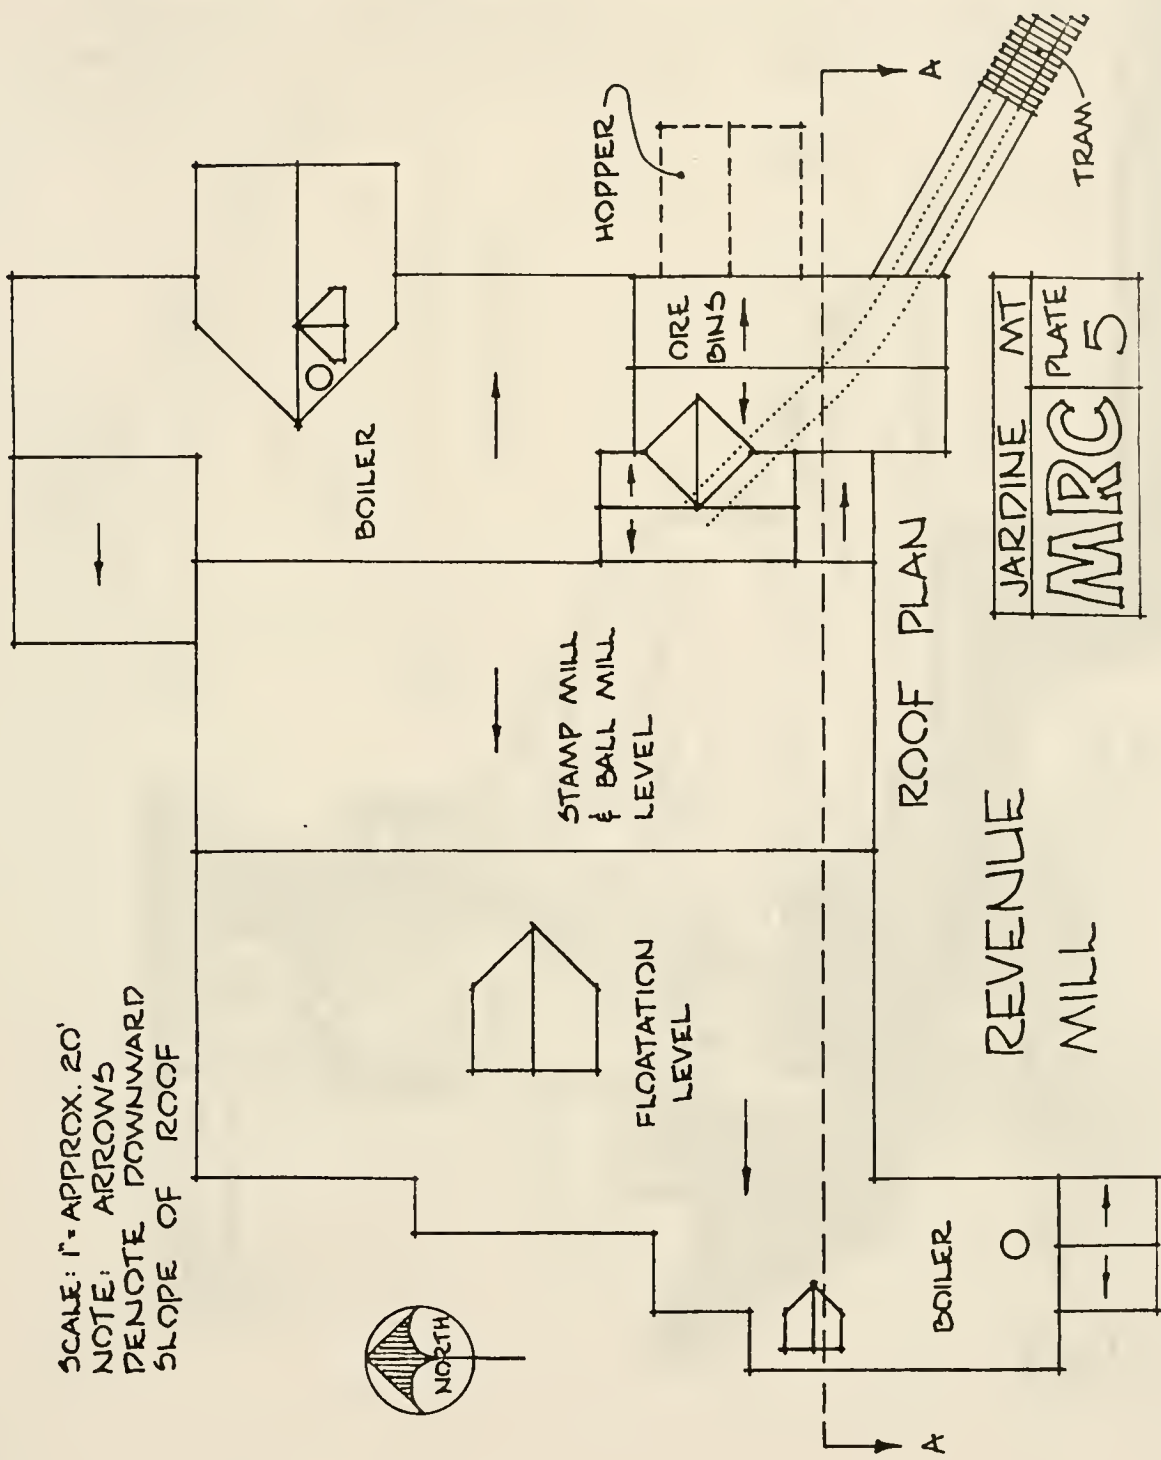 SCALE: 1"= APPROX. 20'
NOTE: ARROWS
DENOTE DOWNWARD
SLOPE OF ROOF
NORTH
BOILER
HOPPER
ORE
BINS
STAMP MILL
& BALL MILL
LEVEL
FLOATATION
LEVEL
BOILER
A
A
TRAM
ROOF PLAN
REVENUE
MILL
JARDINE MT
MRC
PLATE
5